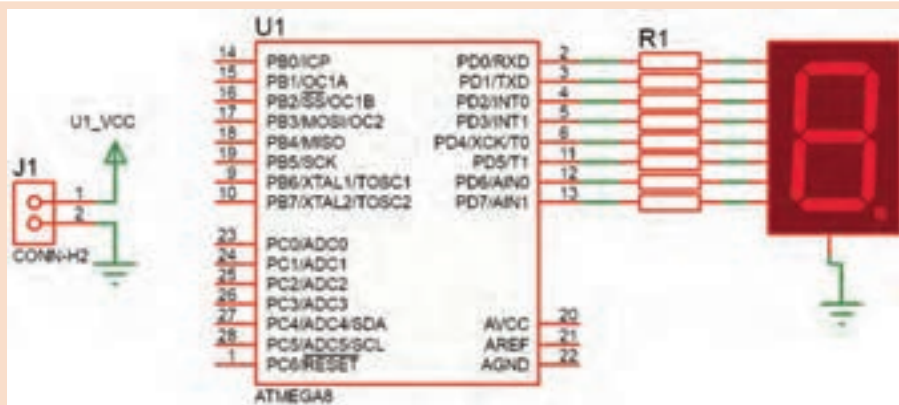 U1
R1
14 PB0/ICP PD0/RXD 2
15 PB1/OC1A PD1/TXD 3
16 PB2/SS/OC1B PD2/INT0 4
17 PB3/MOSI/OC2 PD3/INT1 5
18 PB4/MISO PD4/XCK/T0 6
19 PB5/SCK PD5/T1 11
9 PB6/XTAL1/TOSC1 PD6/AIN0 12
10 PB7/XTAL2/TOSC2 PD7/AIN1 13
23 PC0/ADC0
24 PC1/ADC1
25 PC2/ADC2
26 PC3/ADC3
27 PC4/ADC4/SDA AVCC 20
28 PC5/ADC5/SCL AREF 21
1 PC6/RESET AGND 22
ATMEGA8
U1_VCC
J1
1
2
CONN-H2